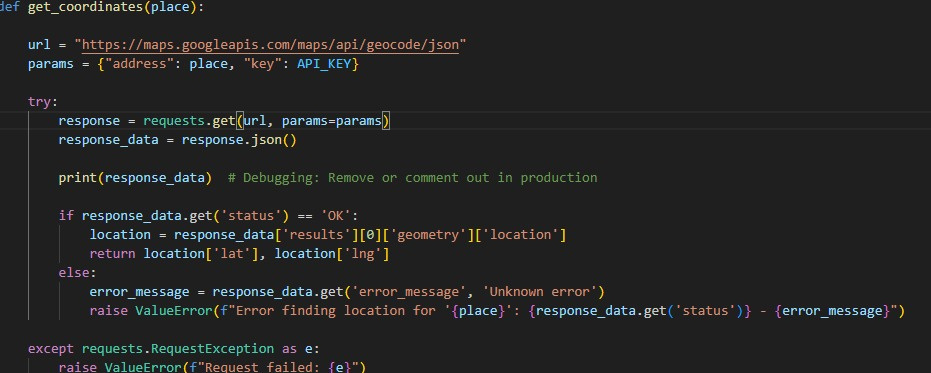 def get_coordinates(place):
url = "https://maps.googleapis.com/maps/api/geocode/json"
params = {"address": place, "key": API_KEY}
try:
response = requests.get(url, params=params)
response_data = response.json()
print(response_data)  # Debugging: Remove or comment out in production
if response_data.get('status') == 'OK':
location = response_data['results'][0]['geometry']['location']
return location['lat'], location['lng']
else:
error_message = response_data.get('error_message', 'Unknown error')
raise ValueError(f"Error finding location for '{place}': {response_data.get('status')} - {error_message}")
except requests.RequestException as e:
raise ValueError(f"Request failed: {e}")